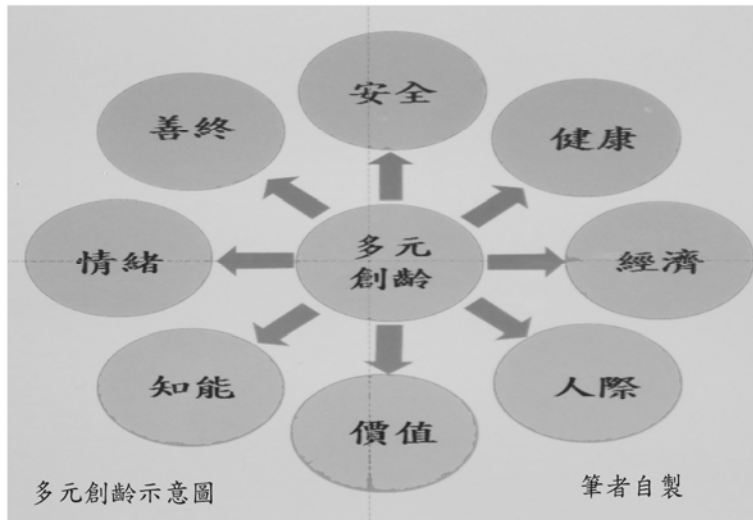 安全
善終
健康
情緒
多元
創齡
經濟
知能
人際
價值
多元創齡示意圖
筆者自製